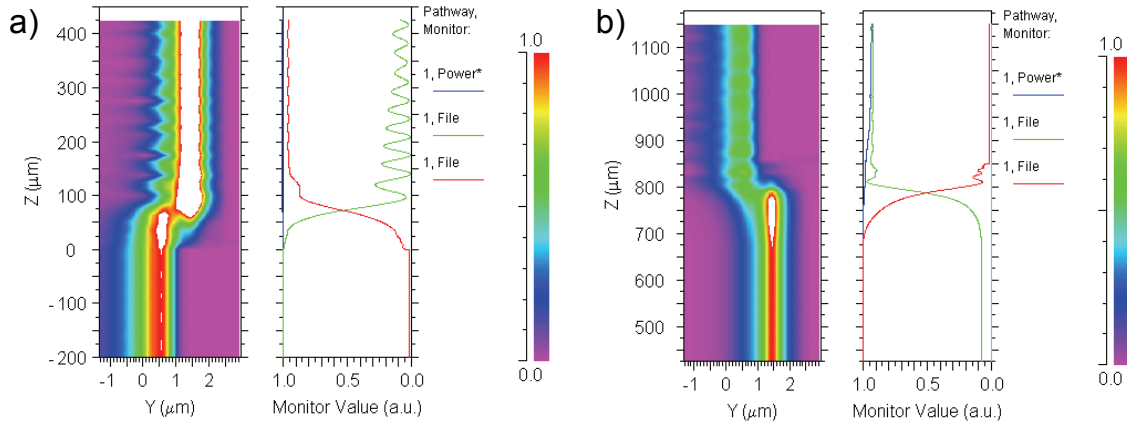 a)
400
300
200
100
0
-100
-200
Z (µm)
-1 0 1 2
Y (µm)
1.0 0.5 0.0
Monitor Value (a.u.)
Pathway,
Monitor:
1, Power*
1, File
1, File
1.0
0.0
b)
1100
1000
900
800
700
600
500
Z (µm)
-1 0 1 2
Y (µm)
1.0 0.5 0.0
Monitor Value (a.u.)
Pathway,
Monitor:
1, Power*
1, File
1, File
1.0
0.0